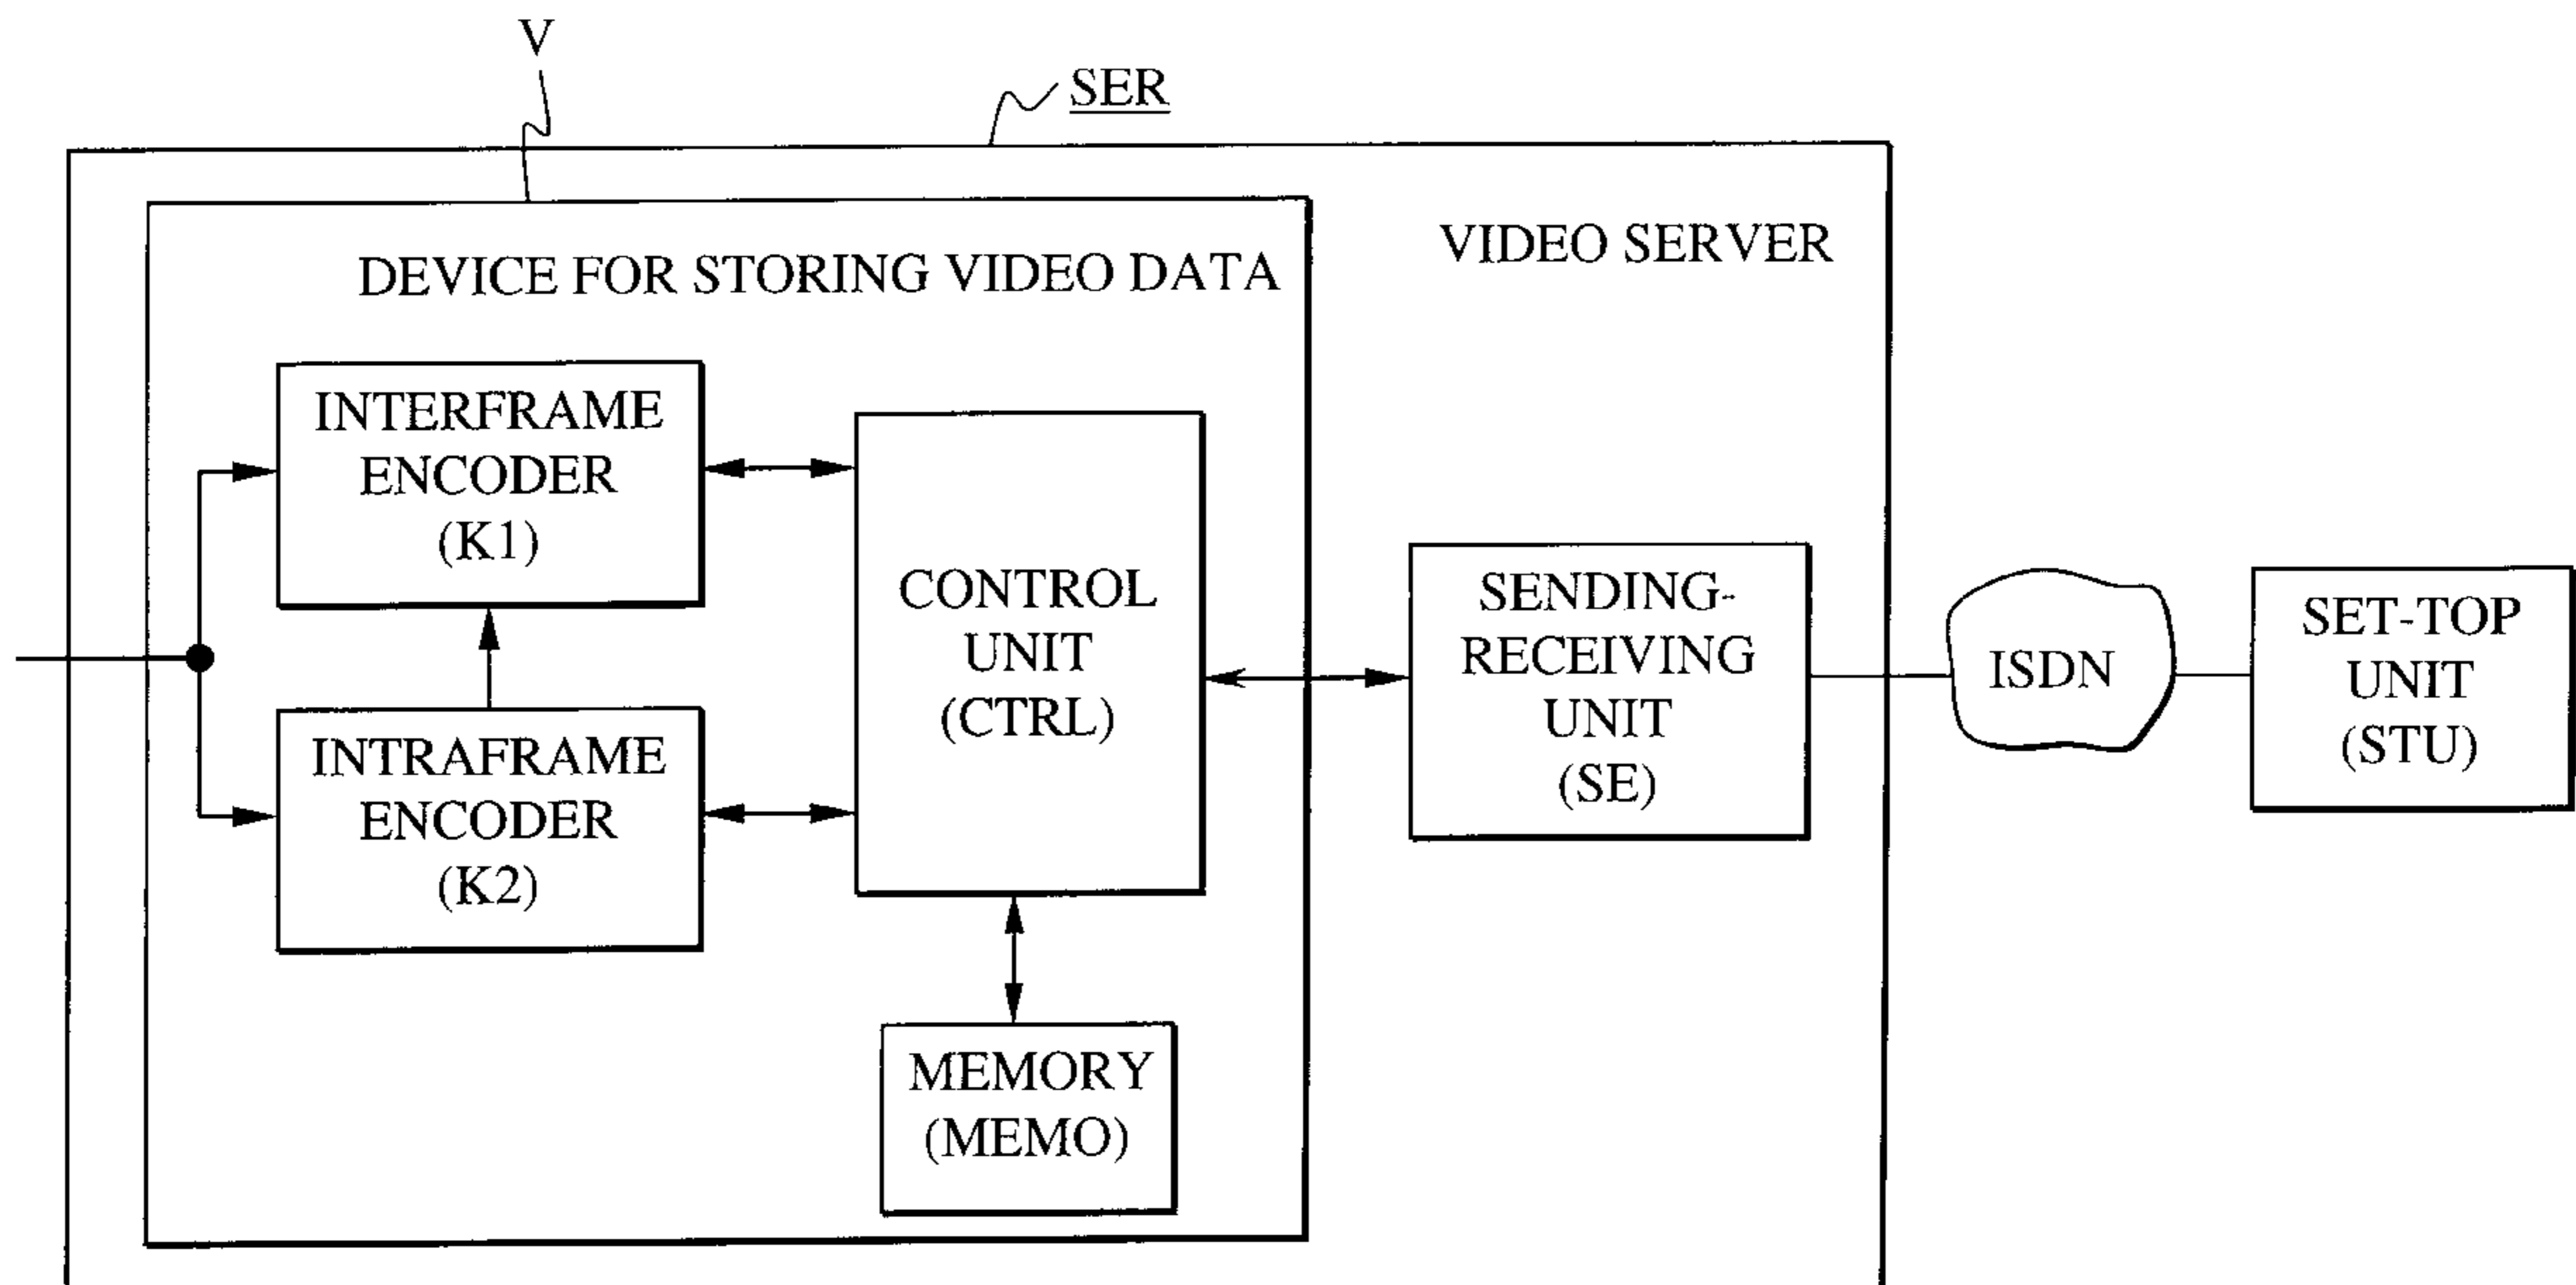 V
SER
VIDEO SERVER
DEVICE FOR STORING VIDEO DATA
INTERFRAME
ENCODER
(K1)
INTRAFRAME
ENCODER
(K2)
CONTROL
UNIT
(CTRL)
MEMORY
(MEMO)
SENDING-
RECEIVING
UNIT
(SE)
ISDN
SET-TOP
UNIT
(STU)